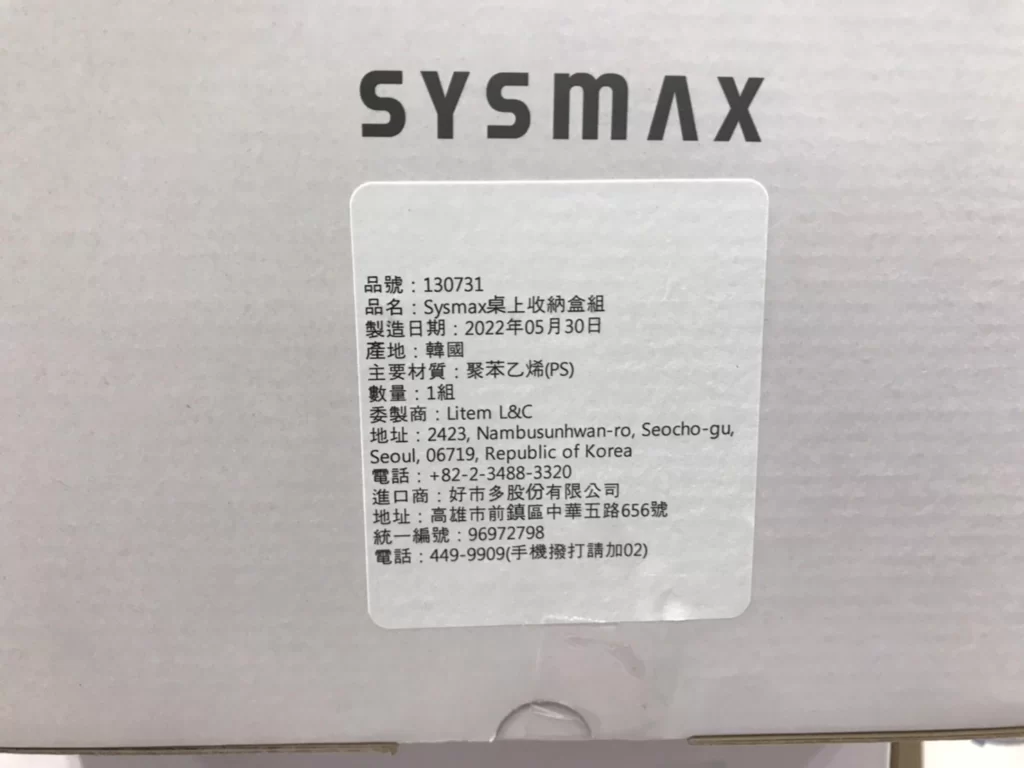 SYSMAX
品號：130731
品名：Sysmax桌上收納盒組
製造日期：2022年05月30日
產地：韓國
主要材質：聚苯乙烯(PS)
數量：1組
委製商：Litem L&C
地址：2423, Nambusunhwan-ro, Seocho-gu,
Seoul, 06719, Republic of Korea
電話：+82-2-3488-3320
進口商：好市多股份有限公司
地址：高雄市前鎮區中華五路656號
統一編號：96972798
電話：449-9909(手機撥打請加02)